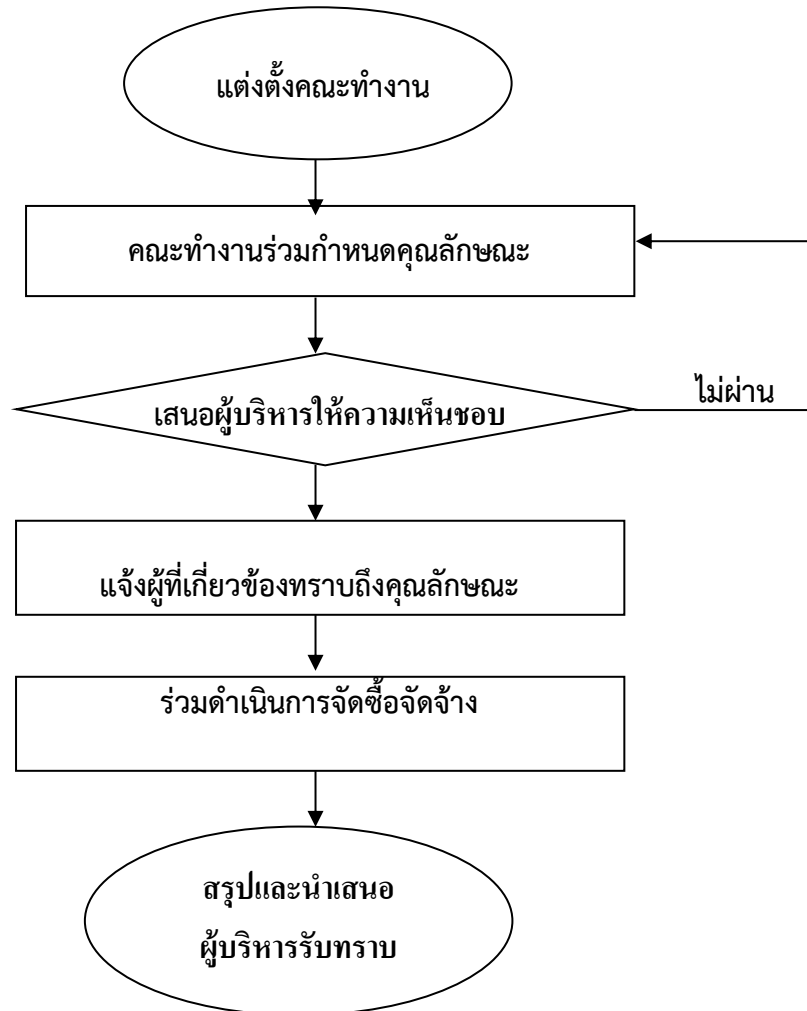 แต่งตั้งคณะทำงาน
คณะทำงานร่วมกำหนดคุณลักษณะ
เสนอผู้บริหารให้ความเห็นชอบ
ไม่ผ่าน
แจ้งผู้ที่เกี่ยวข้องทราบถึงคุณลักษณะ
ร่วมดำเนินการจัดซื้อจัดจ้าง
สรุปและนำเสนอ
ผู้บริหารรับทราบ